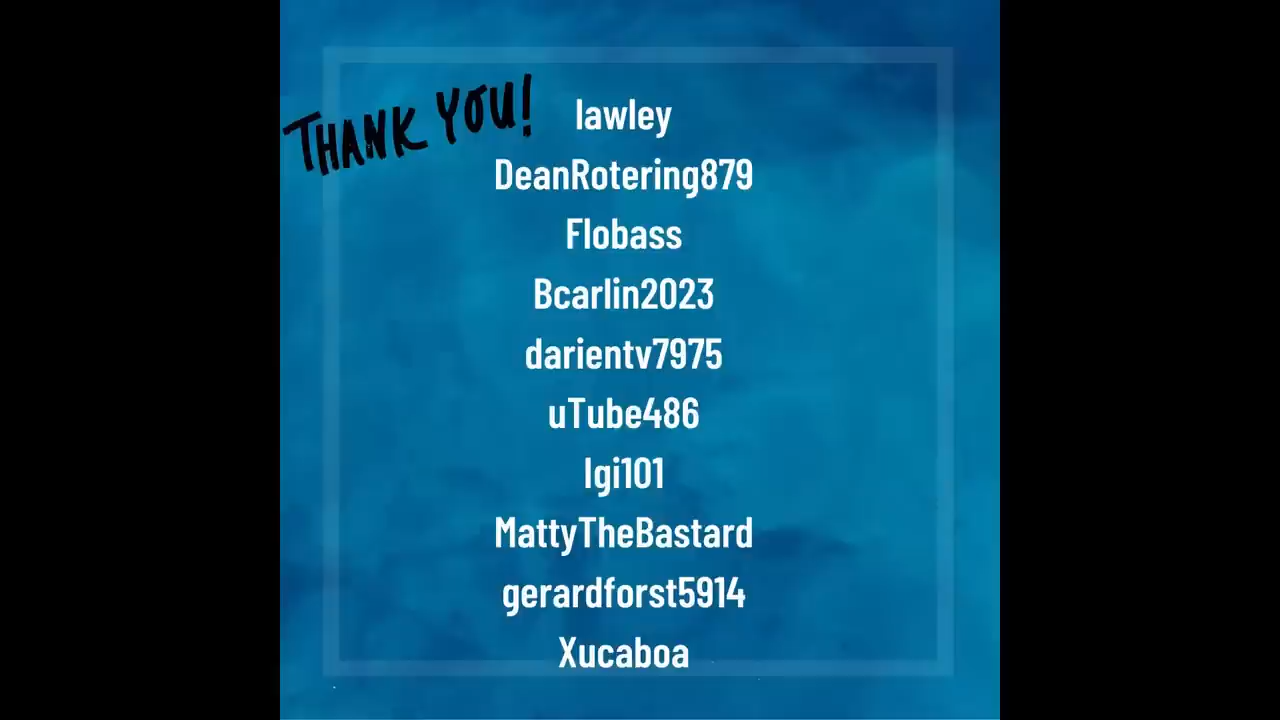 THANK YOU!
lawley
DeanRotering879
Flobass
Bcarlin2023
darientv7975
uTube486
Igi101
MattyTheBastard
gerardforst5914
Xucaboa